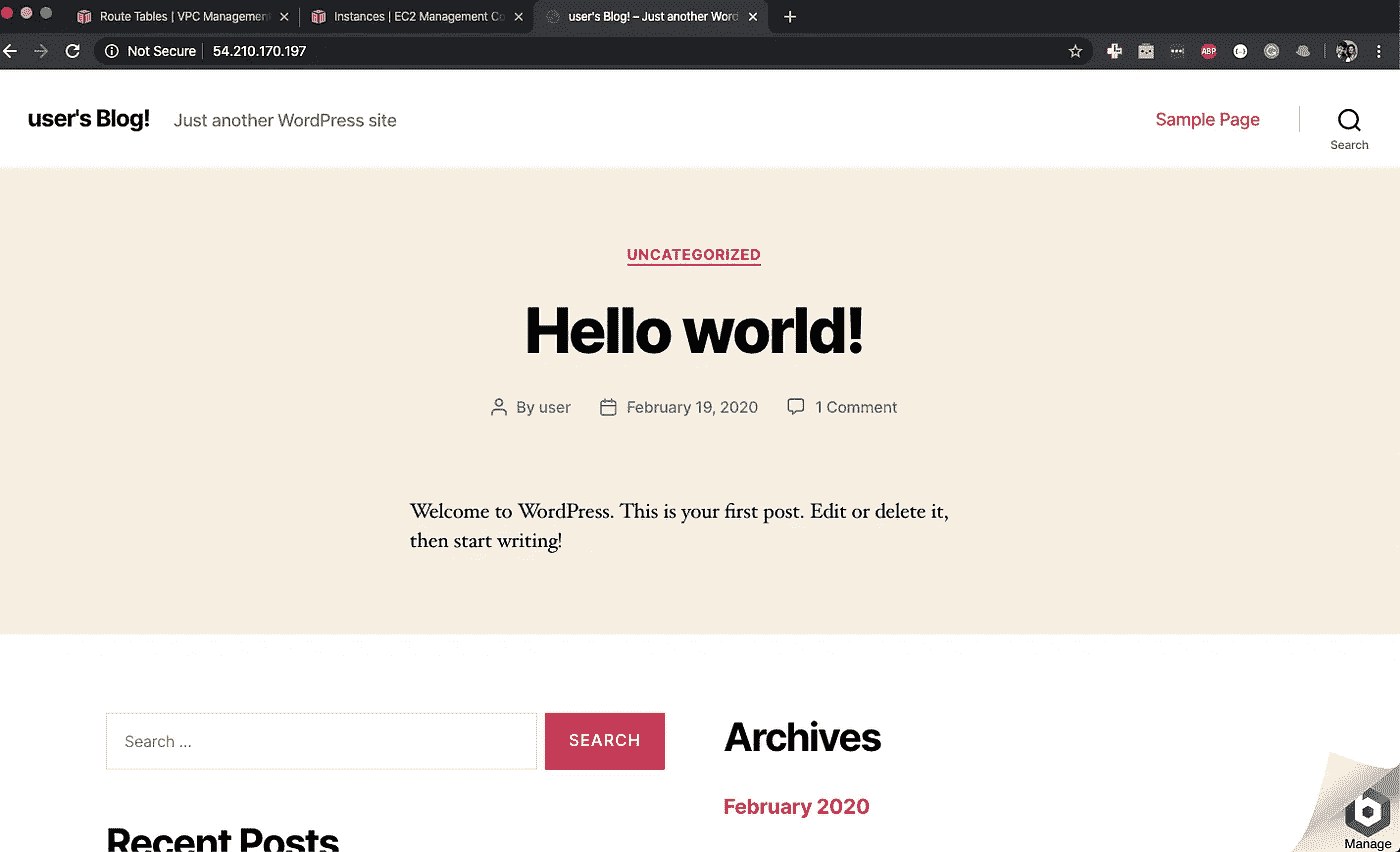 Route Tables | VPC Management
Instances | EC2 Management Co
user's Blog! – Just another Word
Not Secure
54.210.170.197
ABP
user's Blog!
Just another WordPress site
Sample Page
Search
UNCATEGORIZED
Hello world!
By user
February 19, 2020
1 Comment
Welcome to WordPress. This is your first post. Edit or delete it,
then start writing!
Search ...
SEARCH
Archives
February 2020
Recent Posts
b
Manage